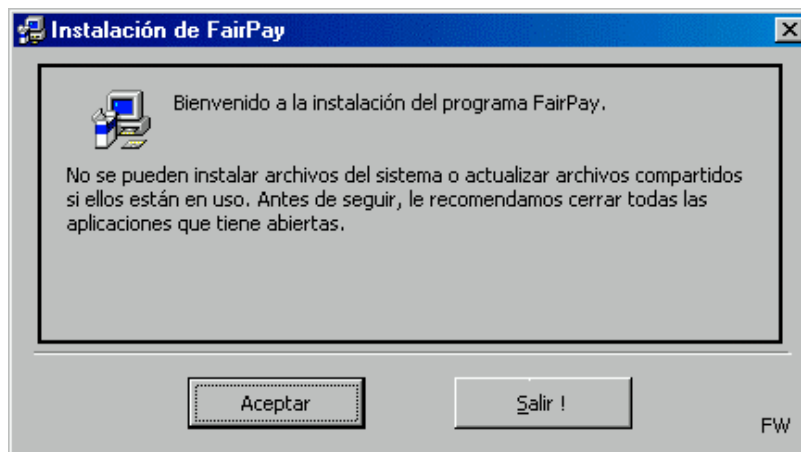 Instalación de FairPay
Bienvenido a la instalación del programa FairPay.
No se pueden instalar archivos del sistema o actualizar archivos compartidos
si ellos están en uso. Antes de seguir, le recomendamos cerrar todas las
aplicaciones que tiene abiertas.
Aceptar
Salir !
FW